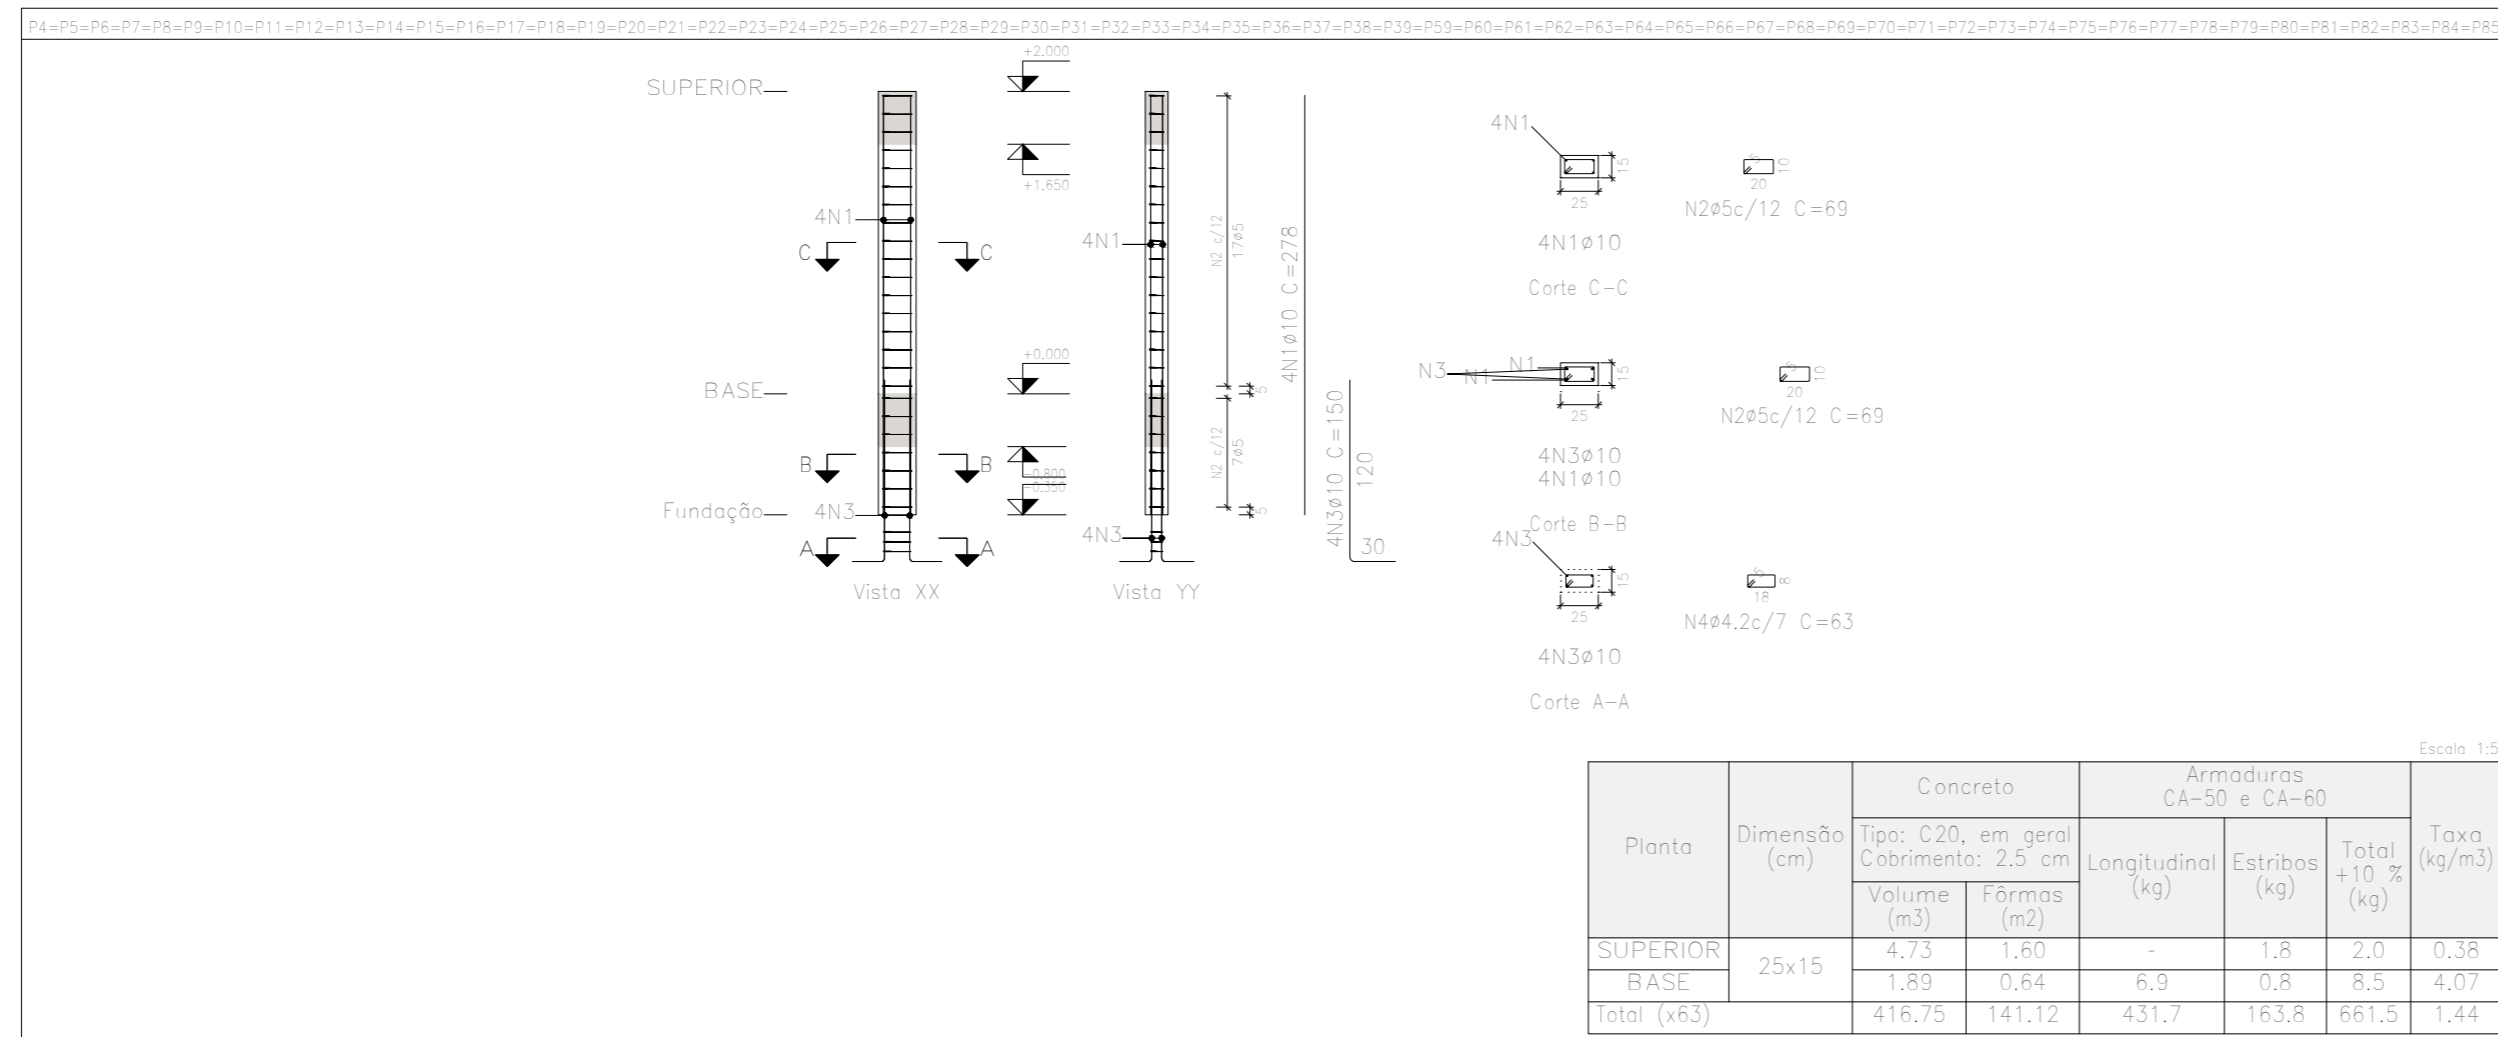 P4=P5=P6=P7=P8=P9=P10=P11=P12=P13=P14=P15=P16=P17=P18=P19=P20=P21=P22=P23=P24=P25=P26=P27=P28=P29=P30=P31=P32=P33=P34=P35=P36=P37=P38=P39=P59=P60=P61=P62=P63=P64=P65=P66=P67=P68=P69=P70=P71=P72=P73=P74=P75=P76=P77=P78=P79=P80=P81=P82=P83=P84=P85
+2.000
SUPERIOR
+1.650
4N1
C C
+0.000
BASE
B B
-0.800
-0.350
Fundação
4N3
A A
Vista XX
4N1
4N3
Vista YY
N2 c/12
17ø5
5
N2 c/12
7ø5
5
4N1ø10 C=278
4N3ø10 C=150
120
30
4N1
15
25
4N1ø10
Corte C-C
5
10
20
N2ø5c/12 C=69
N3
N1
N1
15
25
4N3ø10
4N1ø10
Corte B-B
5
10
20
N2ø5c/12 C=69
4N3
15
25
4N3ø10
Corte A-A
5
8
18
N4ø4.2c/7 C=63
Escala 1:5
Planta
Dimensão
(cm)
Concreto
Tipo: C20, em geral
Cobrimento: 2.5 cm
Volume
(m3)
Fôrmas
(m2)
Armaduras
CA-50 e CA-60
Longitudinal
(kg)
Estribos
(kg)
Total
+10 %
(kg)
Taxa
(kg/m3)
SUPERIOR 25x15 4.73 1.60 - 1.8 2.0 0.38
BASE 1.89 0.64 6.9 0.8 8.5 4.07
Total (x63) 416.75 141.12 431.7 163.8 661.5 1.44